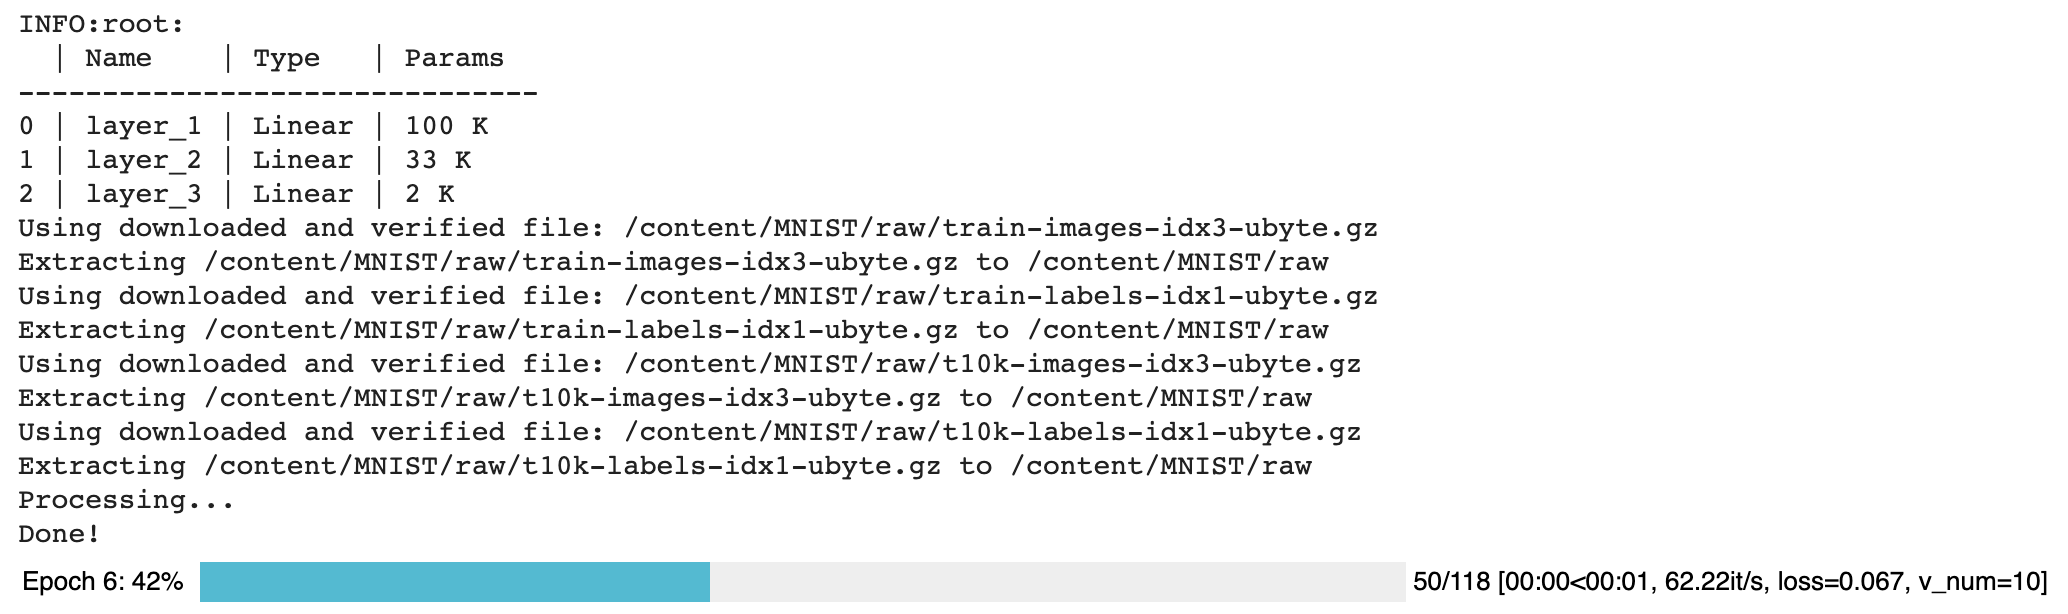 INFO:root:
  | Name    | Type   | Params
-------------------------------
0 | layer_1 | Linear | 100 K
1 | layer_2 | Linear | 33 K
2 | layer_3 | Linear | 2 K
Using downloaded and verified file: /content/MNIST/raw/train-images-idx3-ubyte.gz
Extracting /content/MNIST/raw/train-images-idx3-ubyte.gz to /content/MNIST/raw
Using downloaded and verified file: /content/MNIST/raw/train-labels-idx1-ubyte.gz
Extracting /content/MNIST/raw/train-labels-idx1-ubyte.gz to /content/MNIST/raw
Using downloaded and verified file: /content/MNIST/raw/t10k-images-idx3-ubyte.gz
Extracting /content/MNIST/raw/t10k-images-idx3-ubyte.gz to /content/MNIST/raw
Using downloaded and verified file: /content/MNIST/raw/t10k-labels-idx1-ubyte.gz
Extracting /content/MNIST/raw/t10k-labels-idx1-ubyte.gz to /content/MNIST/raw
Processing...
Done!
Epoch 6: 42% 50/118 [00:00<00:01, 62.22it/s, loss=0.067, v_num=10]